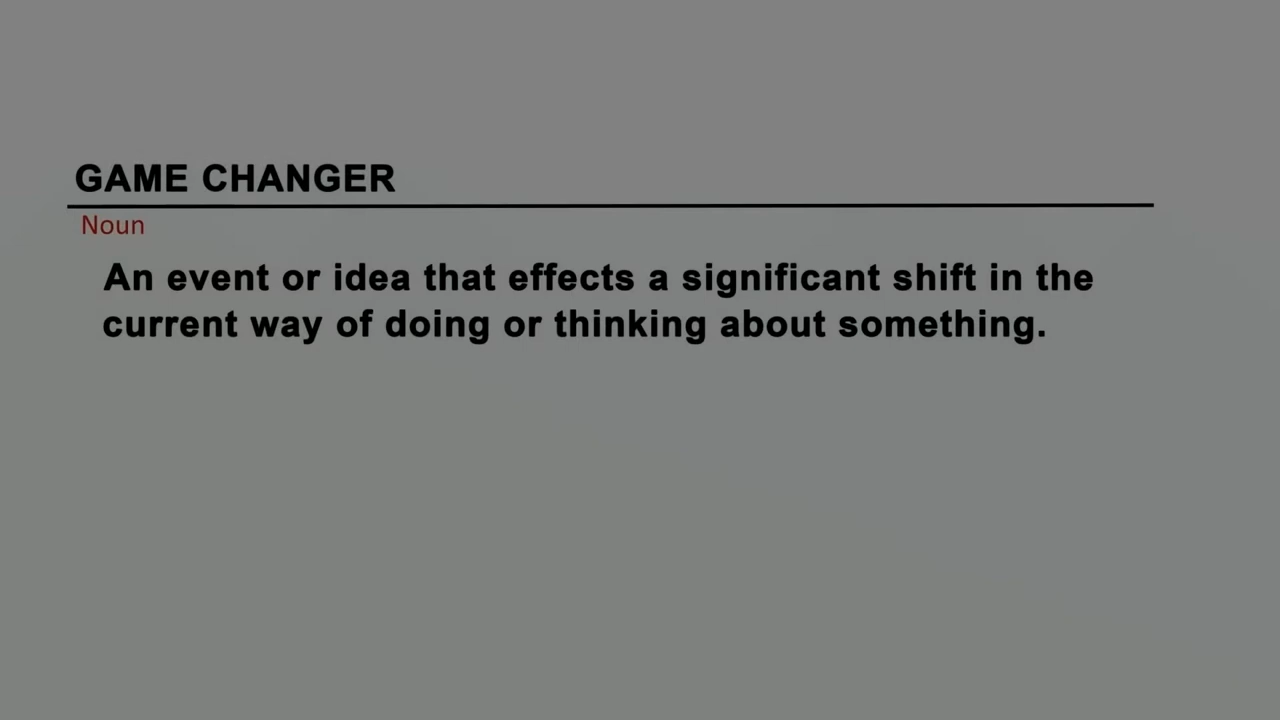 GAME CHANGER
Noun
An event or idea that effects a significant shift in the
current way of doing or thinking about something.